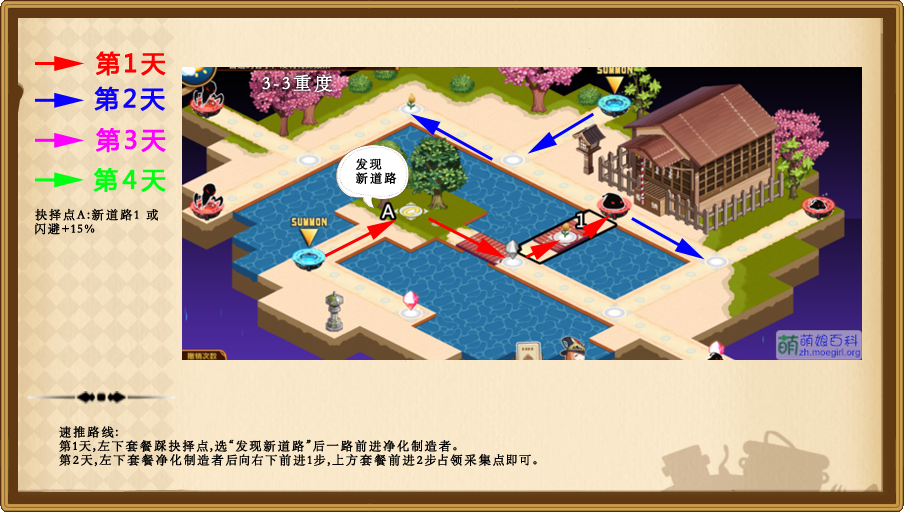 第1天
第2天
第3天
第4天
抉择点A:新道路1 或
闪避+15%
3-3重度
SUMMON
发现
新道路
A
SUMMON
1
撤销次数
萌 萌娘百科
zh.moegirl.org
速推路线:
第1天,左下套餐踩抉择点,选“发现新道路”后一路前进净化制造者。
第2天,左下套餐净化制造者后向右下前进1步,上方套餐前进2步占领采集点即可。